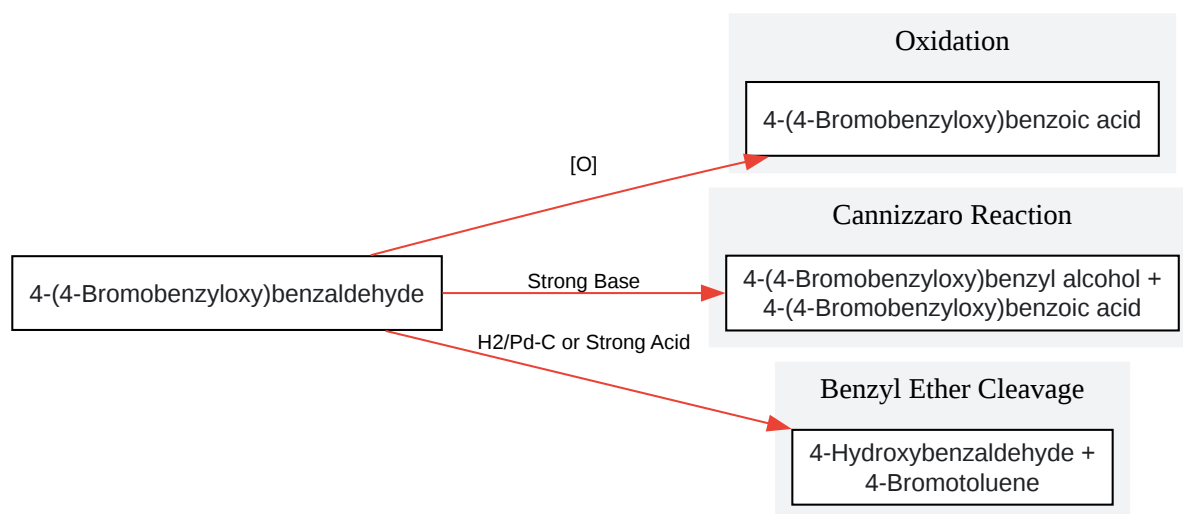 Oxidation
4-(4-Bromobenzyloxy)benzoic acid
[O]
Cannizzaro Reaction
4-(4-Bromobenzyloxy)benzaldehyde
Strong Base
4-(4-Bromobenzyloxy)benzyl alcohol +
4-(4-Bromobenzyloxy)benzoic acid
H2/Pd-C or Strong Acid
Benzyl Ether Cleavage
4-Hydroxybenzaldehyde +
4-Bromotoluene